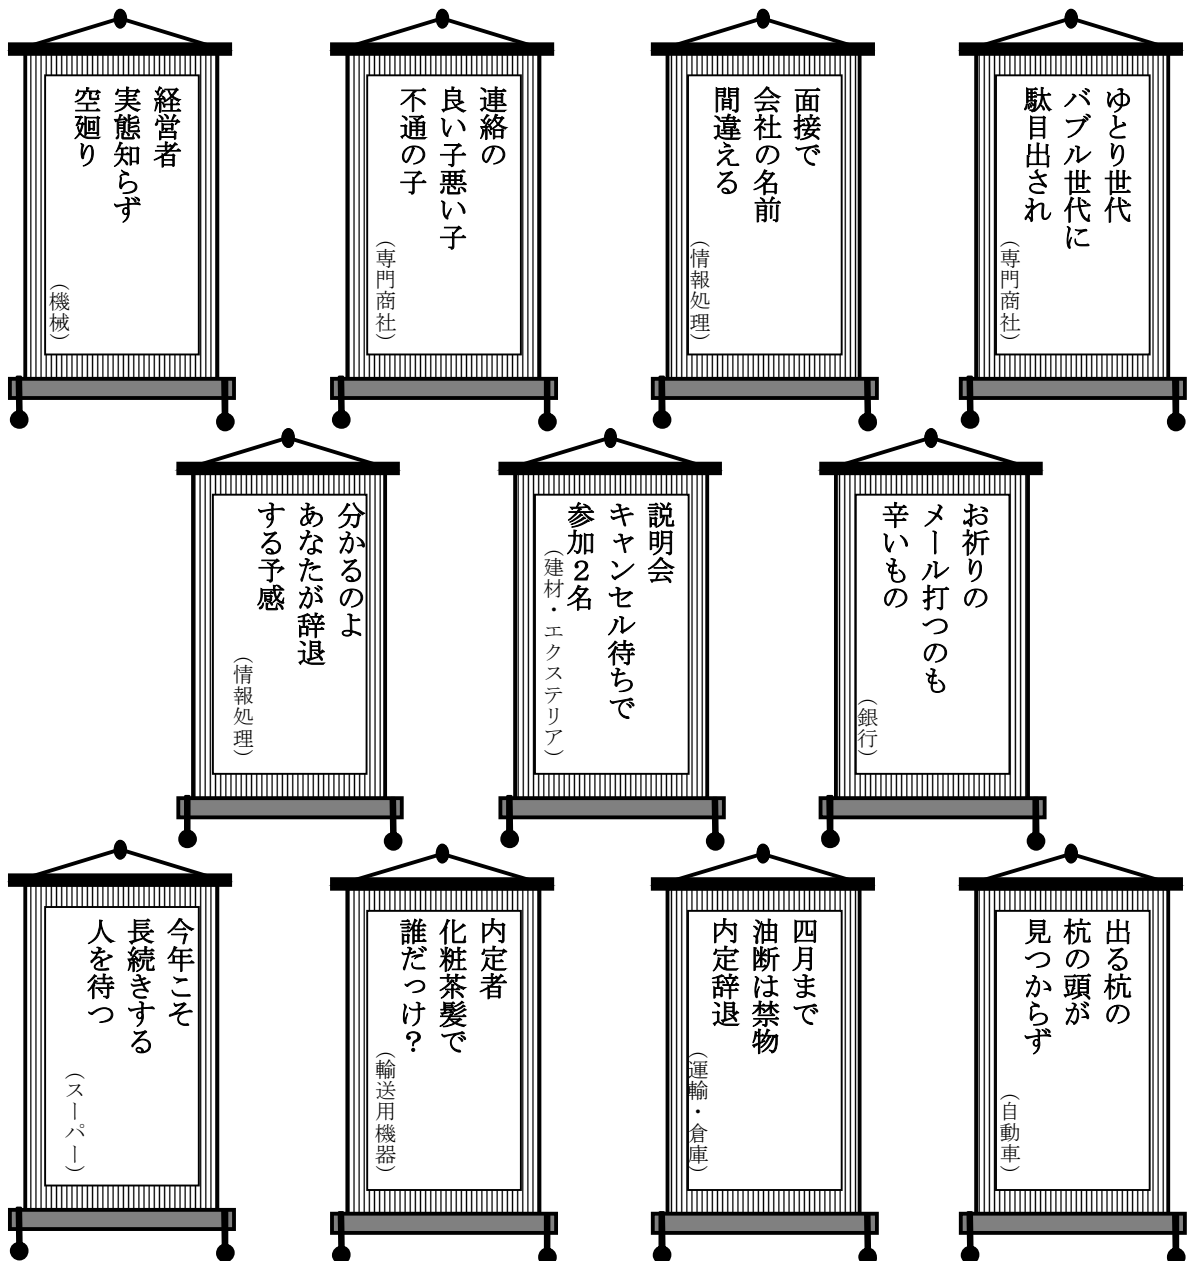 ゆとり世代
バブル世代に
駄目出され
（専門商社）
面接で
会社の名前
間違える
（情報処理）
連絡の
良い子悪い子
不通の子
（専門商社）
経営者
実態知らず
空廻り
（機械）
お祈りの
メール打つのも
辛いもの
（銀行）
説明会
キャンセル待ちで
参加２名
（建材・エクステリア）
分かるのよ
あなたが辞退
する予感
（情報処理）
出る杭の
杭の頭が
見つからず
（自動車）
四月まで
油断は禁物
内定辞退
（運輸・倉庫）
内定者
化粧茶髪で
誰だっけ？
（輸送用機器）
今年こそ
長続きする
人を待つ
（スーパー）